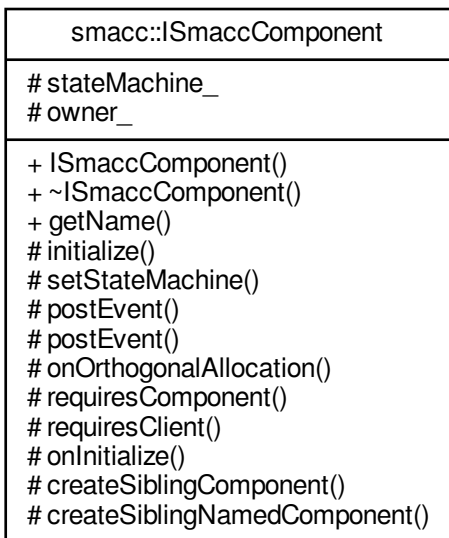 smacc::ISmaccComponent
# stateMachine_
# owner_
+ ISmaccComponent()
+ ~ISmaccComponent()
+ getName()
# initialize()
# setStateMachine()
# postEvent()
# postEvent()
# onOrthogonalAllocation()
# requiresComponent()
# requiresClient()
# onInitialize()
# createSiblingComponent()
# createSiblingNamedComponent()